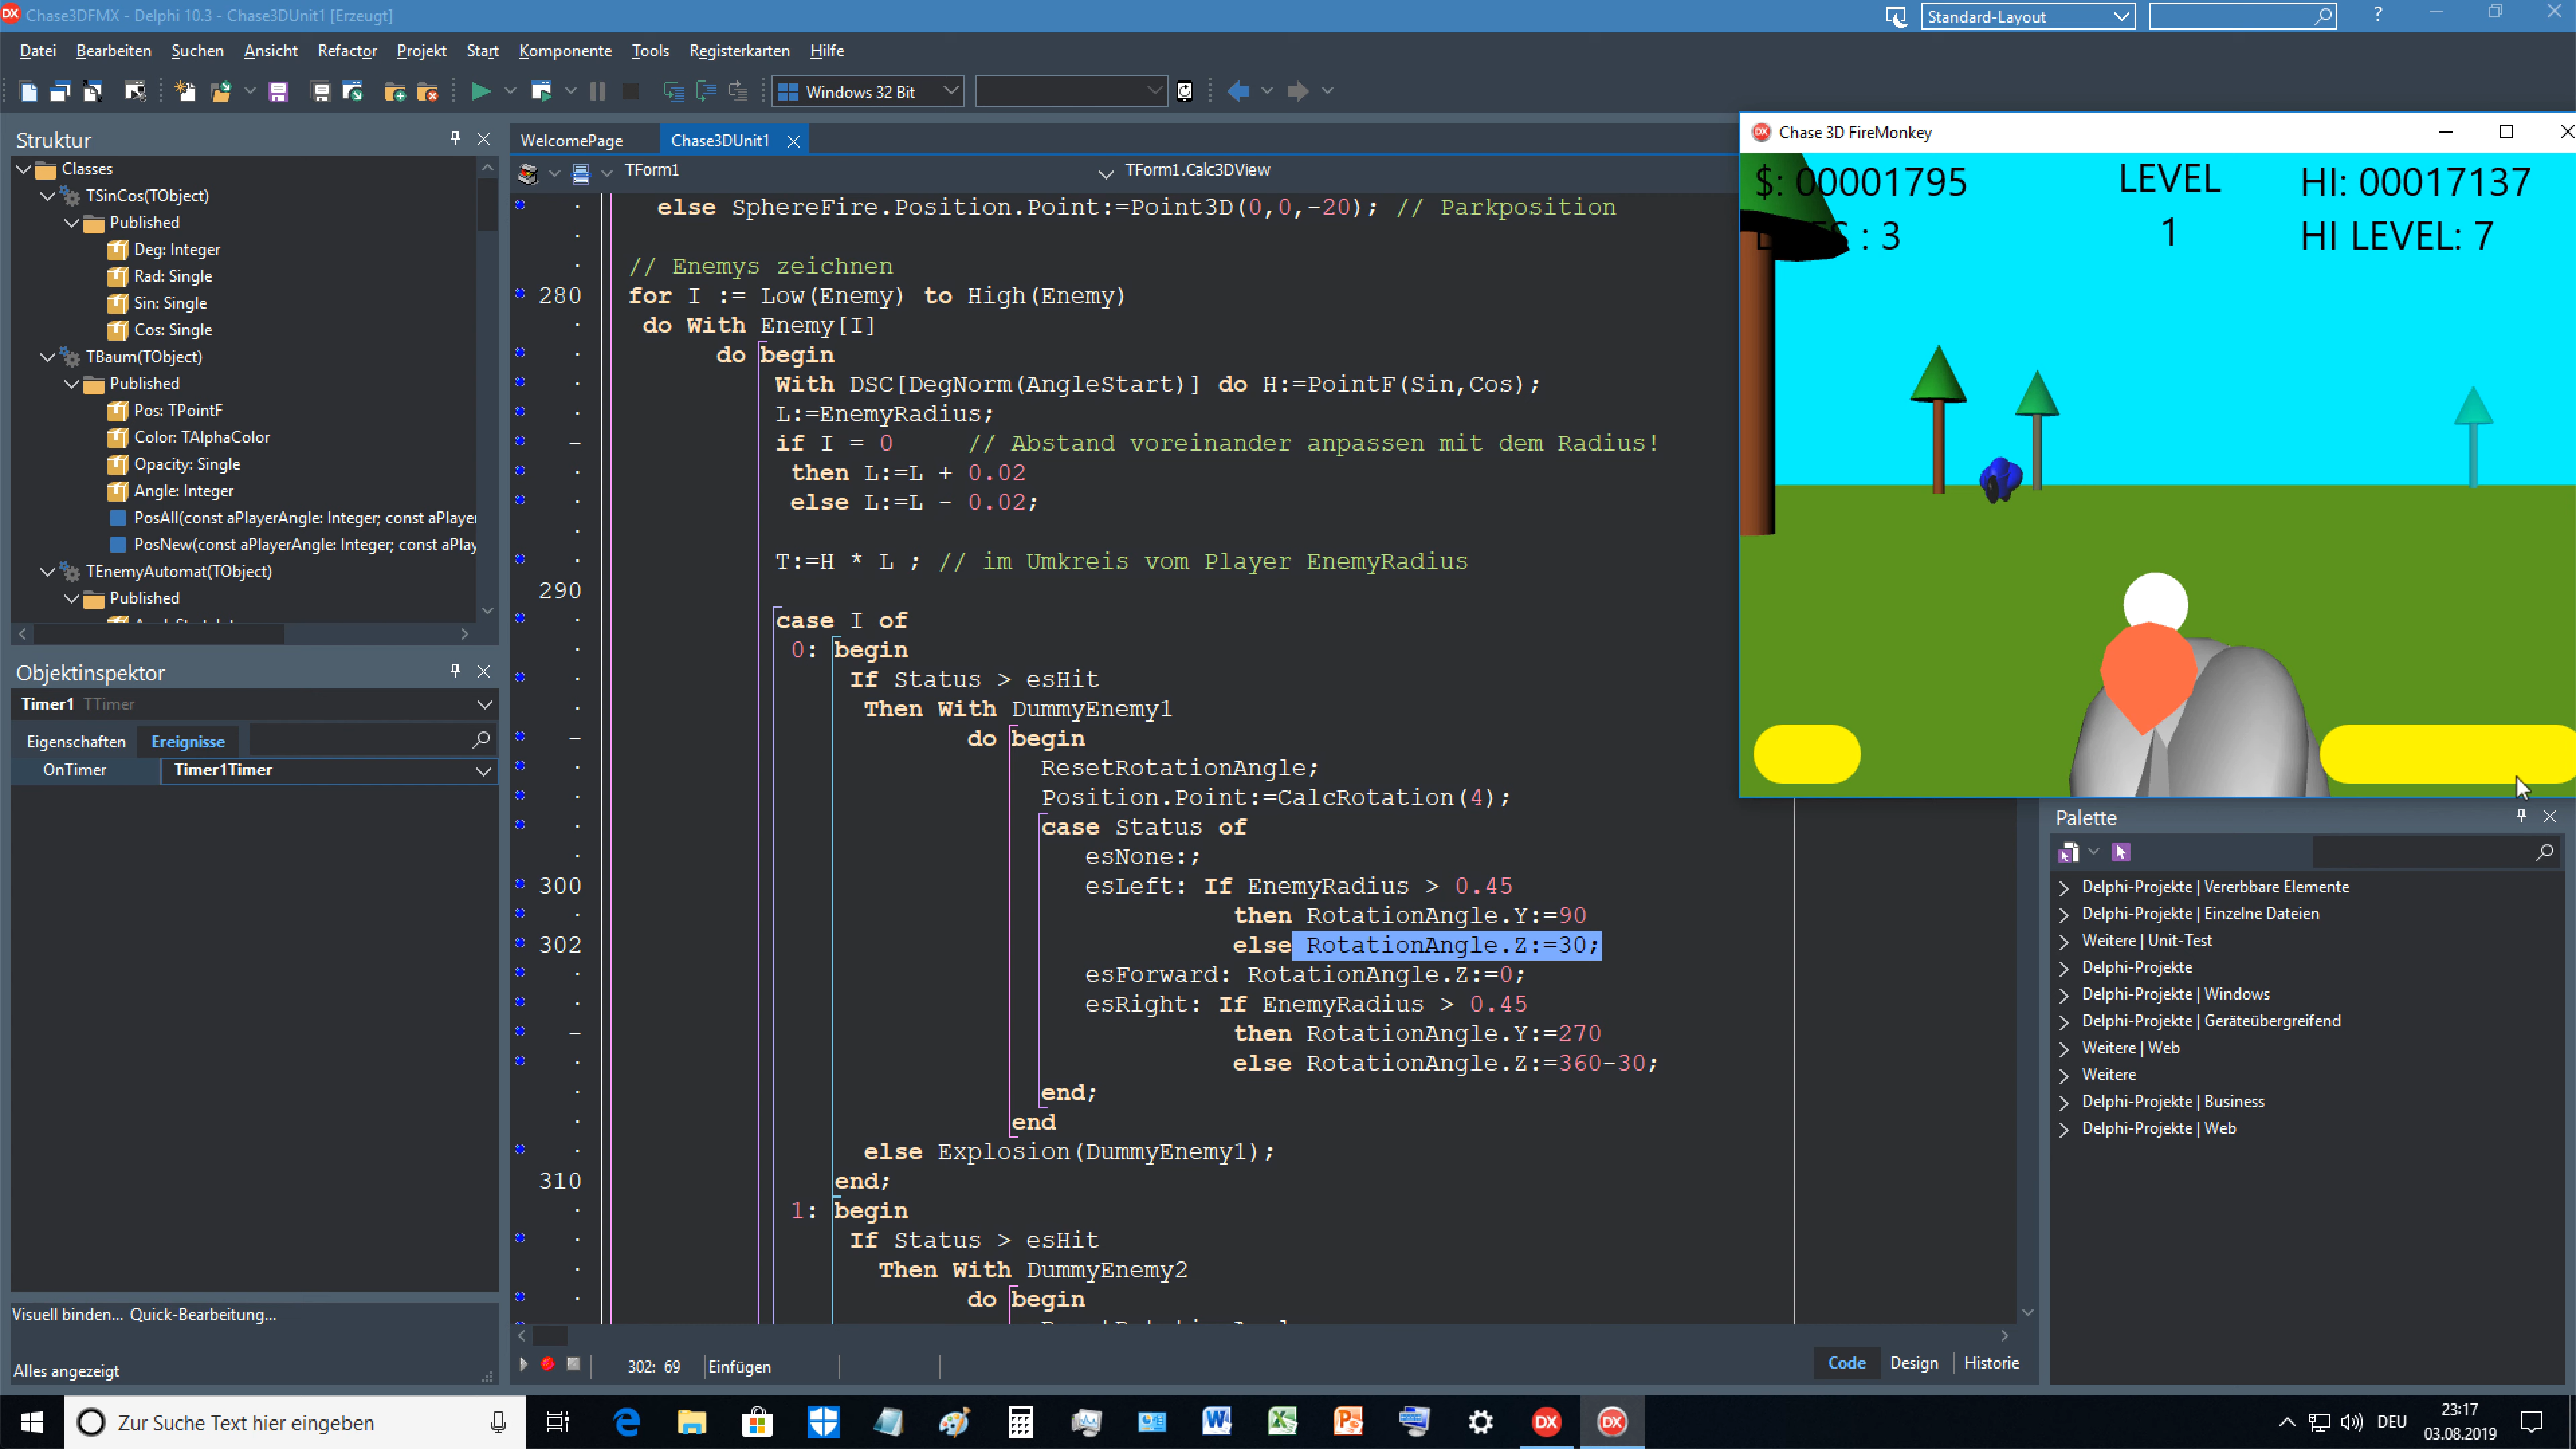 Chase3DFMX - Delphi 10.3 - Chase3DUnit1 [Erzeugt]
Standard-Layout
?
Datei Bearbeiten Suchen Ansicht Refactor Projekt Start Komponente Tools Registerkarten Hilfe
Windows 32 Bit
Struktur
Classes
TSinCos(TObject)
Published
Deg: Integer
Rad: Single
Sin: Single
Cos: Single
TBaum(TObject)
Published
Pos: TPointF
Color: TAlphaColor
Opacity: Single
Angle: Integer
PosAll(const aPlayerAngle: Integer; const aPlayer
PosNew(const aPlayerAngle: Integer; const aPlay
TEnemyAutomat(TObject)
Published
Objektinspektor
Timer1 TTimer
Eigenschaften Ereignisse
OnTimer Timer1Timer
Visuell binden... Quick-Bearbeitung...
Alles angezeigt
WelcomePage Chase3DUnit1
TForm1 TForm1.Calc3DView
else SphereFire.Position.Point:=Point3D(0,0,-20); // Parkposition
// Enemys zeichnen
280 for I := Low(Enemy) to High(Enemy)
do With Enemy[I]
do begin
With DSC[DegNorm(AngleStart)] do H:=PointF(Sin,Cos);
L:=EnemyRadius;
if I = 0 // Abstand voreinander anpassen mit dem Radius!
then L:=L + 0.02
else L:=L - 0.02;
T:=H * L ; // im Umkreis vom Player EnemyRadius
290
case I of
0: begin
If Status > esHit
Then With DummyEnemy1
do begin
ResetRotationAngle;
Position.Point:=CalcRotation(4);
case Status of
esNone:;
300 esLeft: If EnemyRadius > 0.45
then RotationAngle.Y:=90
302 else RotationAngle.Z:=30;
esForward: RotationAngle.Z:=0;
esRight: If EnemyRadius > 0.45
then RotationAngle.Y:=270
else RotationAngle.Z:=360-30;
end;
end
else Explosion(DummyEnemy1);
310 end;
1: begin
If Status > esHit
Then With DummyEnemy2
do begin
302: 69 Einfügen
Code Design Historie
Chase 3D FireMonkey
$: 00001795 LEVEL HI: 00017137
: 3 1 HI LEVEL: 7
Palette
Delphi-Projekte | Vererbbare Elemente
Delphi-Projekte | Einzelne Dateien
Weitere | Unit-Test
Delphi-Projekte
Delphi-Projekte | Windows
Delphi-Projekte | Geräteübergreifend
Weitere | Web
Weitere
Delphi-Projekte | Business
Delphi-Projekte | Web
Zur Suche Text hier eingeben
DEU
23:17
03.08.2019